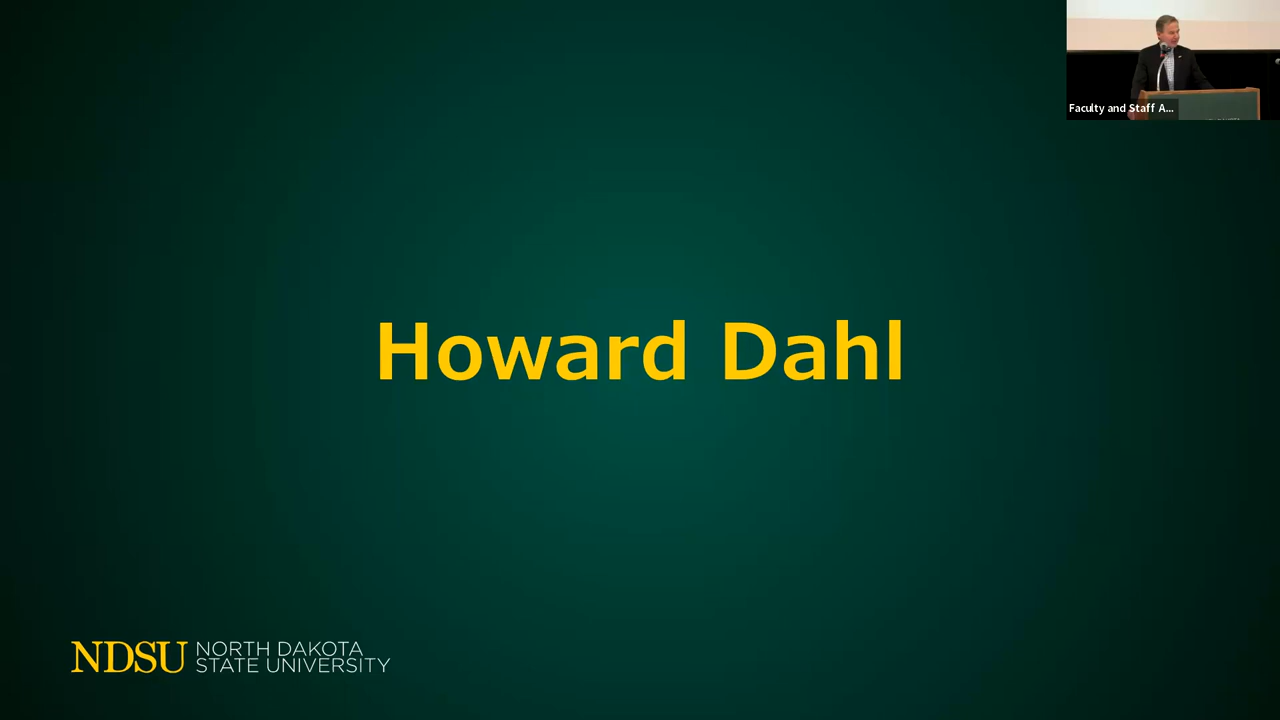 Faculty and Staff A...
Howard Dahl
NDSU NORTH DAKOTA
STATE UNIVERSITY